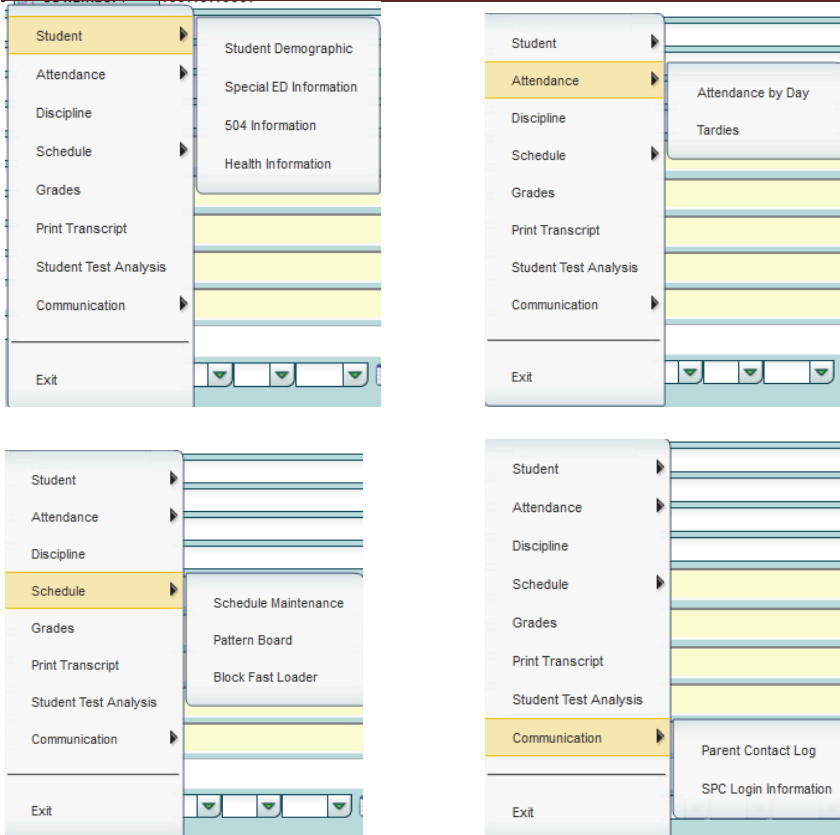 Student
Attendance
Discipline
Schedule
Grades
Print Transcript
Student Test Analysis
Communication
Exit
Student Demographic
Special ED Information
504 Information
Health Information
Student
Attendance
Discipline
Schedule
Grades
Print Transcript
Student Test Analysis
Communication
Exit
Attendance by Day
Tardies
Student
Attendance
Discipline
Schedule
Grades
Print Transcript
Student Test Analysis
Communication
Exit
Schedule Maintenance
Pattern Board
Block Fast Loader
Student
Attendance
Discipline
Schedule
Grades
Print Transcript
Student Test Analysis
Communication
Exit
Parent Contact Log
SPC Login Information